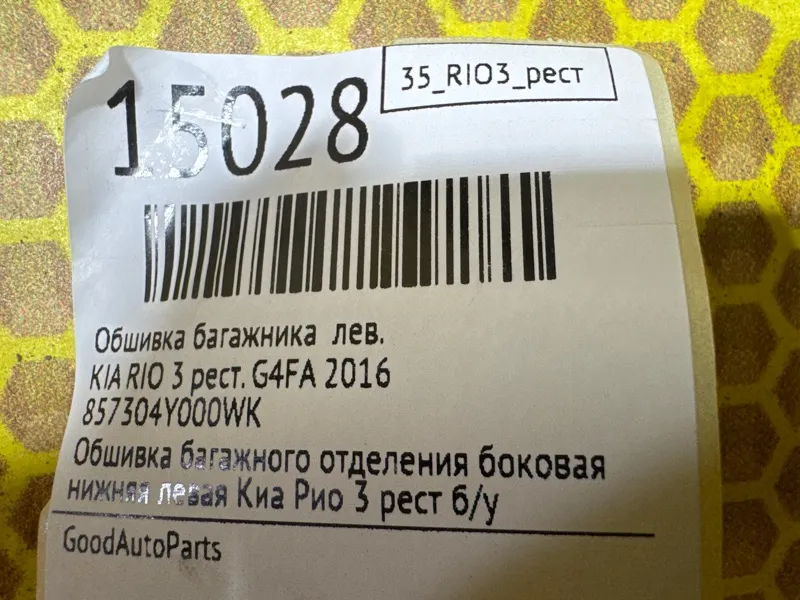 35_RIO3_рест
15028
Обшивка багажника лев.
KIA RIO 3 рест. G4FA 2016
857304Y000WK
Обшивка багажного отделения боковая
нижняя левая Киа Рио 3 рест б/у
GoodAutoParts